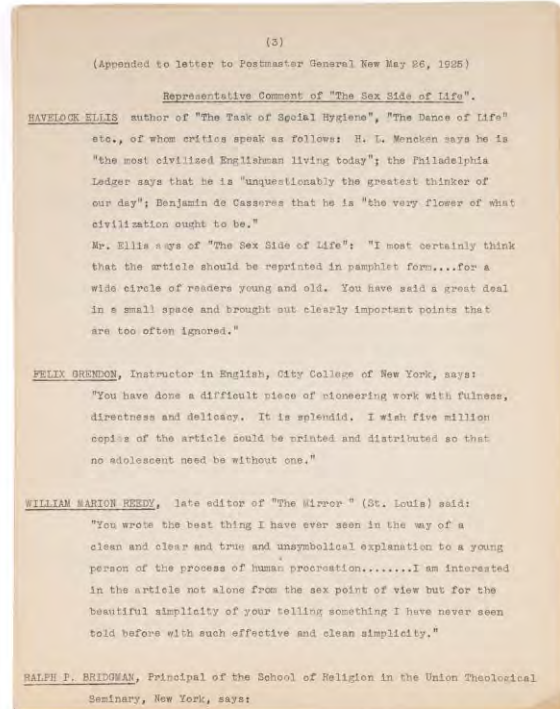 (3)
(Appended to letter to Postmaster General New May 26, 1925)
Representative Comment of "The Sex Side of Life".
HAVELOCK ELLIS author of "The Task of Social Hygiene", "The Dance of Life"
etc., of whom critics speak as follows: H. L. Mencken says he is
"the most civilized Englishman living today"; the Philadelphia
Ledger says that he is "unquestionably the greatest thinker of
our day"; Benjamin de Casseres that he is "the very flower of what
civilization ought to be."
Mr. Ellis says of "The Sex Side of Life": "I most certainly think
that the article should be reprinted in pamphlet form....for a
wide circle of readers young and old. You have said a great deal
in a small space and brought out clearly important points that
are too often ignored."
FELIX GRENDON, Instructor in English, City College of New York, says:
"You have done a difficult piece of pioneering work with fulness,
directness and delicacy. It is splendid. I wish five million
copies of the article could be printed and distributed so that
no adolescent need be without one."
WILLIAM MARION REEDY, late editor of "The Mirror " (St. Louis) said:
"You wrote the best thing I have ever seen in the way of a
clean and clear and true and unsymbolical explanation to a young
person of the process of human procreation........I am interested
in the article not alone from the sex point of view but for the
beautiful simplicity of your telling something I have never seen
told before with such effective and clean simplicity."
RALPH P. BRIDGMAN, Principal of the School of Religion in the Union Theological
Seminary, New York, says: